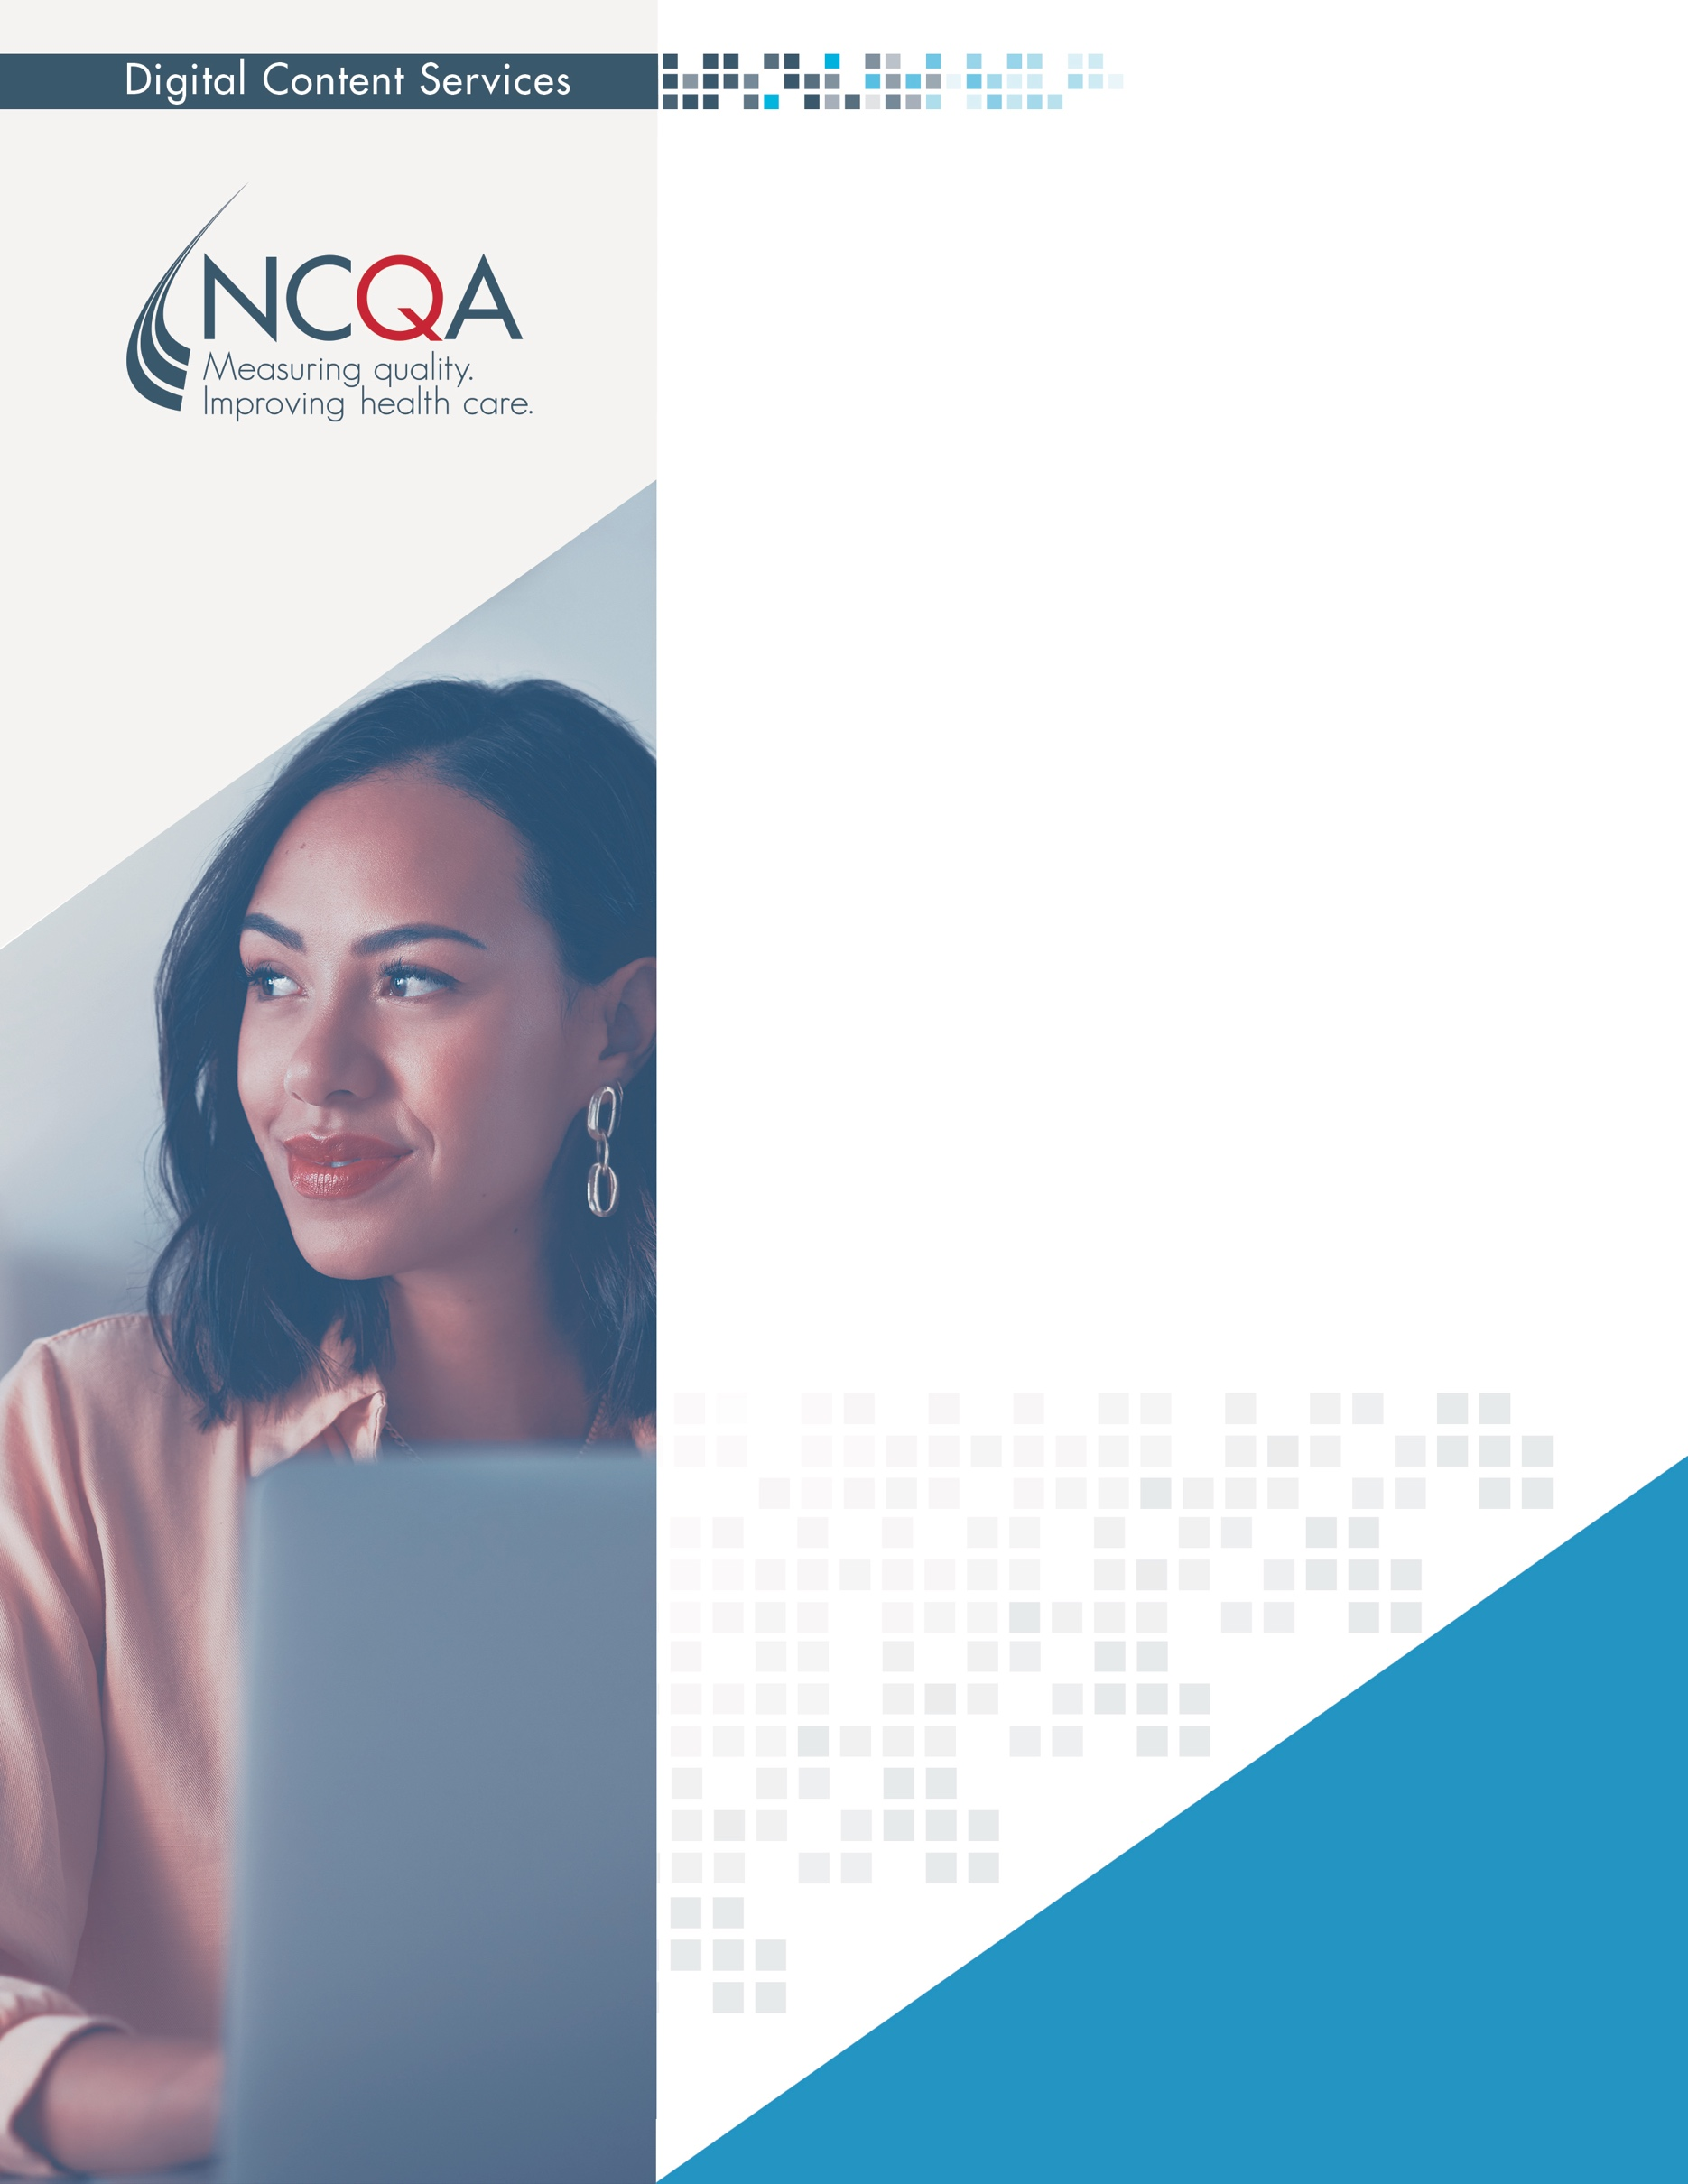 Digital Content Services
NCQA
Measuring quality.
Improving health care.